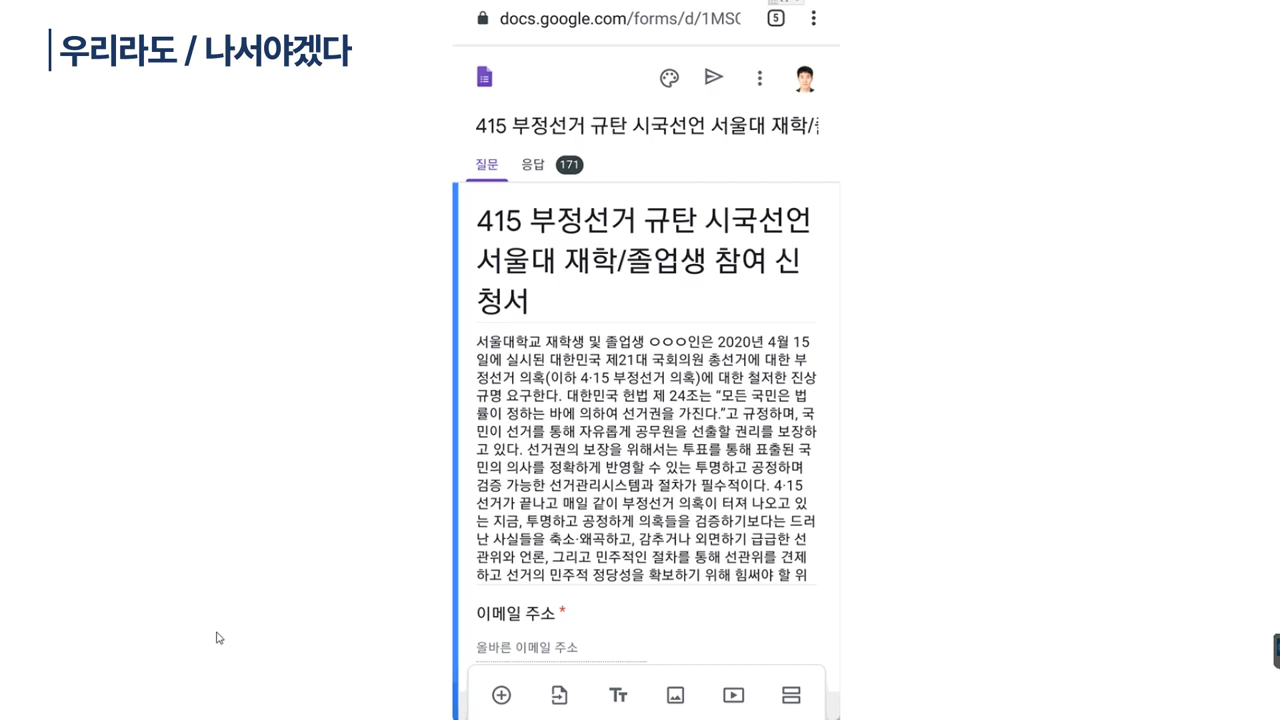 우리라도 / 나서야겠다
docs.google.com/forms/d/1MSC
5
415 부정선거 규탄 시국선언 서울대 재학/졸
질문 응답 171
415 부정선거 규탄 시국선언
서울대 재학/졸업생 참여 신
청서
서울대학교 재학생 및 졸업생 ㅇㅇㅇ인은 2020년 4월 15
일에 실시된 대한민국 제21대 국회의원 총선거에 대한 부
정선거 의혹(이하 4·15 부정선거 의혹)에 대한 철저한 진상
규명 요구한다. 대한민국 헌법 제 24조는 “모든 국민은 법
률이 정하는 바에 의하여 선거권을 가진다.”고 규정하며, 국
민이 선거를 통해 자유롭게 공무원을 선출할 권리를 보장하
고 있다. 선거권의 보장을 위해서는 투표를 통해 표출된 국
민의 의사를 정확하게 반영할 수 있는 투명하고 공정하며
검증 가능한 선거관리시스템과 절차가 필수적이다. 4·15
선거가 끝나고 매일 같이 부정선거 의혹이 터져 나오고 있
는 지금, 투명하고 공정하게 의혹들을 검증하기보다는 드러
난 사실들을 축소·왜곡하고, 감추거나 외면하기 급급한 선
관위와 언론, 그리고 민주적인 절차를 통해 선관위를 견제
하고 선거의 민주적 정당성을 확보하기 위해 힘써야 할 위
이메일 주소 *
올바른 이메일 주소
Tт